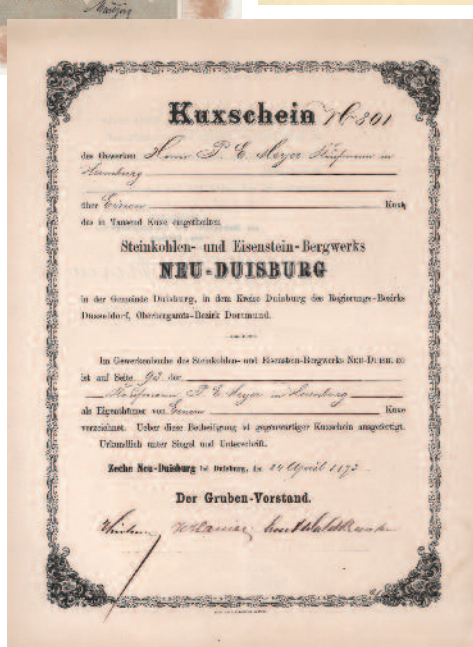 Kuxschein No 801
des Gewerken Herrn P. E. Meyer Kaufmann in
Hamburg
über Einen Kux,
des in Tausend Kuxe eingetheilten
Steinkohlen- und Eisenstein-Bergwerks
NEU-DUISBURG
in der Gemeinde Duisburg, in dem Kreise Duisburg des Regierungs-Bezirks
Düsseldorf, Oberbergamts-Bezirk Dortmund.
Im Gewerkenbuche des Steinkohlen- und Eisenstein-Bergwerks NEU-DUISBURG
ist auf Seite 93 der
Kaufmann P. E. Meyer in Hamburg
als Eigenthümer von Einem Kuxe
verzeichnet. Ueber diese Betheiligung ist gegenwärtiger Kuxschein ausgefertigt.
Urkundlich unter Siegel und Unterschrift.
Zeche Neu-Duisburg bei Duisburg, den 24 April 1873
Der Gruben-Vorstand.